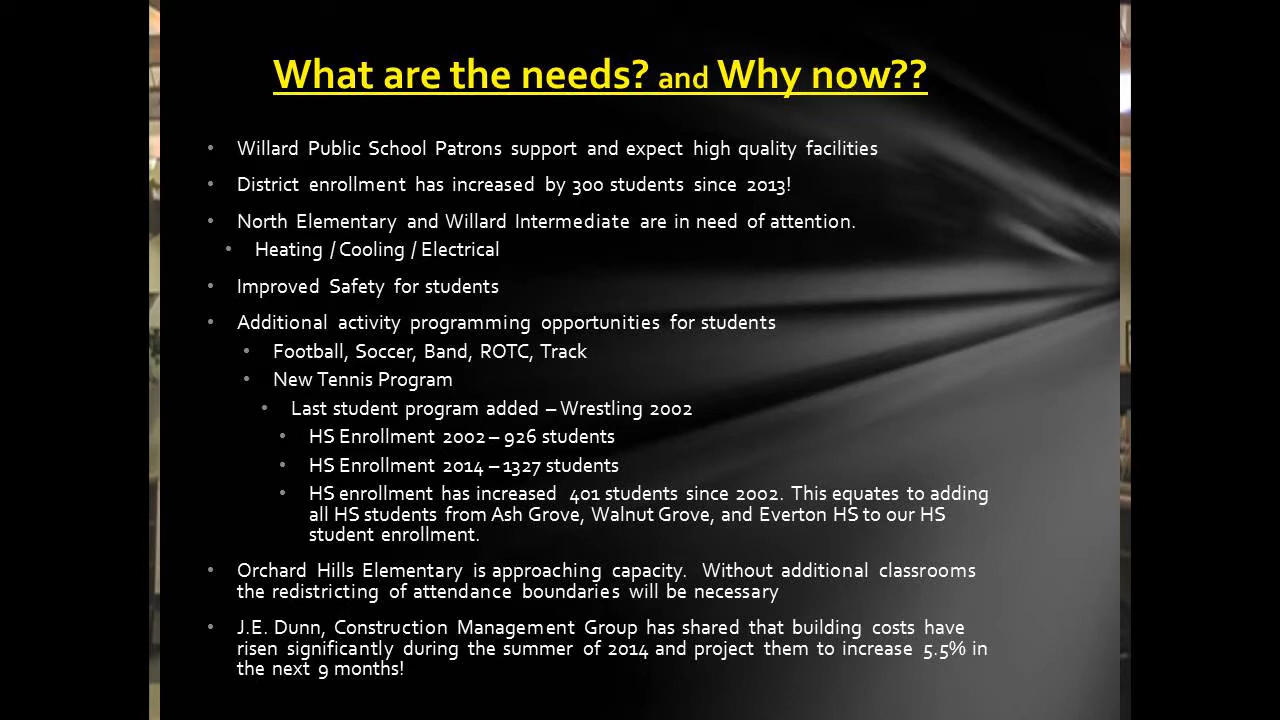 What are the needs? and Why now??
• Willard Public School Patrons support and expect high quality facilities
• District enrollment has increased by 300 students since 2013!
• North Elementary and Willard Intermediate are in need of attention.
• Heating / Cooling / Electrical
• Improved Safety for students
• Additional activity programming opportunities for students
• Football, Soccer, Band, ROTC, Track
• New Tennis Program
• Last student program added – Wrestling 2002
• HS Enrollment 2002 – 926 students
• HS Enrollment 2014 – 1327 students
• HS enrollment has increased 401 students since 2002. This equates to adding
all HS students from Ash Grove, Walnut Grove, and Everton HS to our HS
student enrollment.
• Orchard Hills Elementary is approaching capacity. Without additional classrooms
the redistricting of attendance boundaries will be necessary
• J.E. Dunn, Construction Management Group has shared that building costs have
risen significantly during the summer of 2014 and project them to increase 5.5% in
the next 9 months!